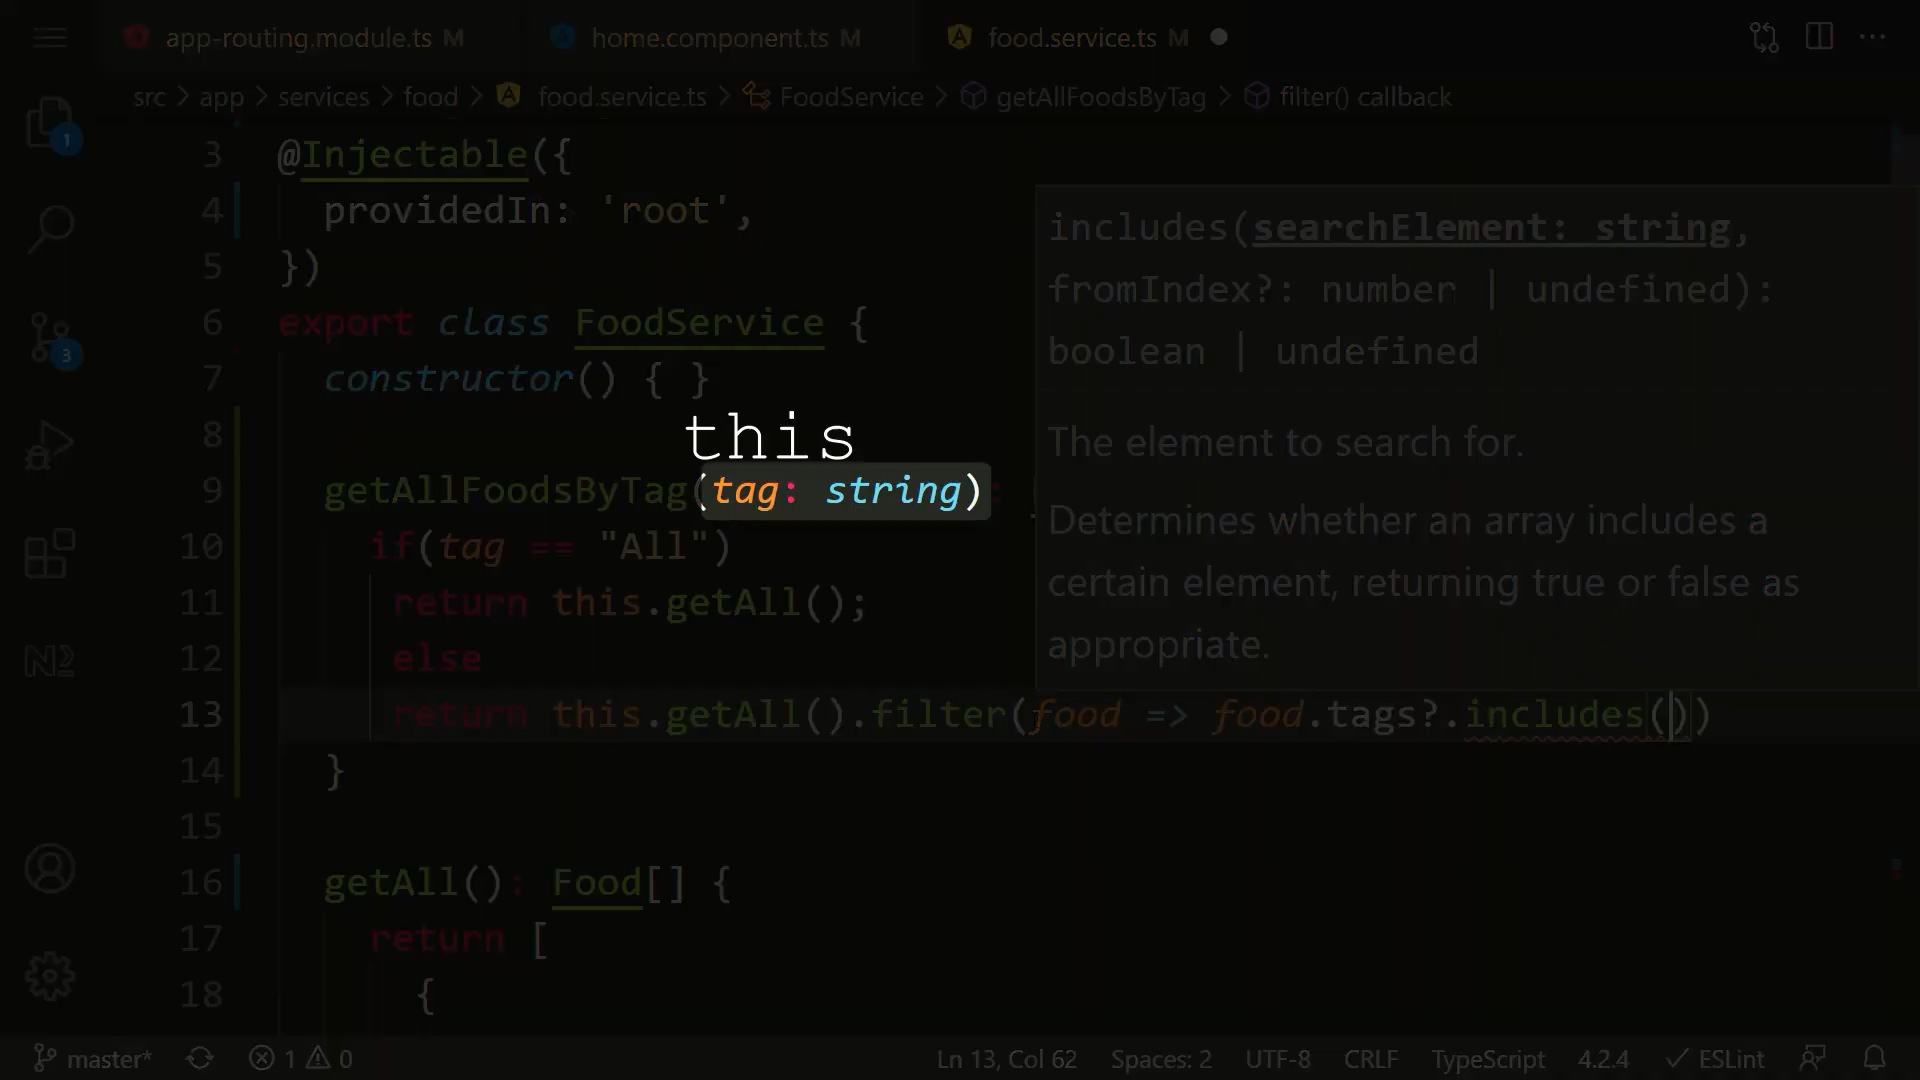 app-routing.module.ts M
home.component.ts M
food.service.ts M
src > app > services > food > food.service.ts > FoodService > getAllFoodsByTag > filter() callback
1
3
3 @Injectable({
4 providedIn: 'root',
5 })
6 export class FoodService {
7 constructor() { }
8
this
9 getAllFoodsByTag(tag: string):
10 if(tag == "All")
11 return this.getAll();
12 else
13 return this.getAll().filter(food => food.tags?.includes())
14 }
15
16 getAll(): Food[] {
17 return [
18 {
includes(searchElement: string,
fromIndex?: number | undefined):
boolean | undefined
The element to search for.
Determines whether an array includes a
certain element, returning true or false as
appropriate.
master* 1 0 Ln 13, Col 62 Spaces: 2 UTF-8 CRLF TypeScript 4.2.4 ESLint